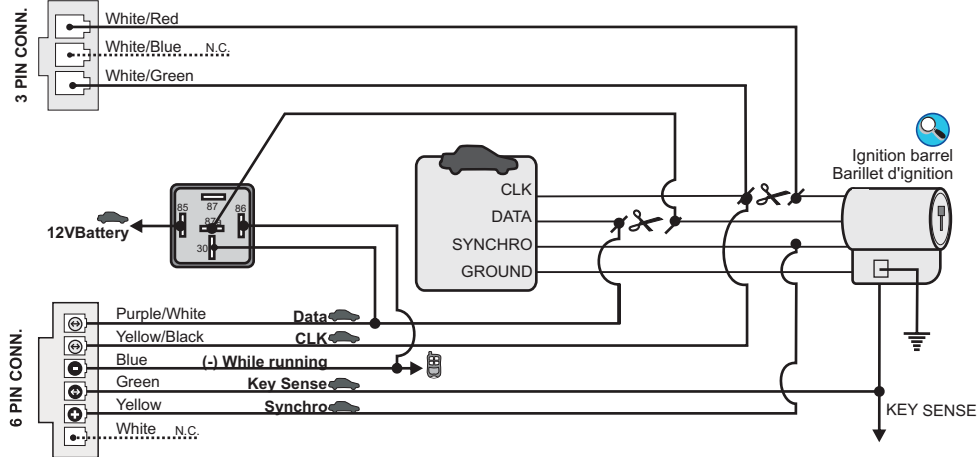 3 PIN CONN.
White/Red
White/Blue N.C.
White/Green
Ignition barrel
Barillet d'ignition
CLK
DATA
SYNCHRO
GROUND
85
87
86
87a
30
12VBattery
6 PIN CONN.
Purple/White Data
Yellow/Black CLK
Blue (-) While running
Green Key Sense
Yellow Synchro
White N.C.
KEY SENSE